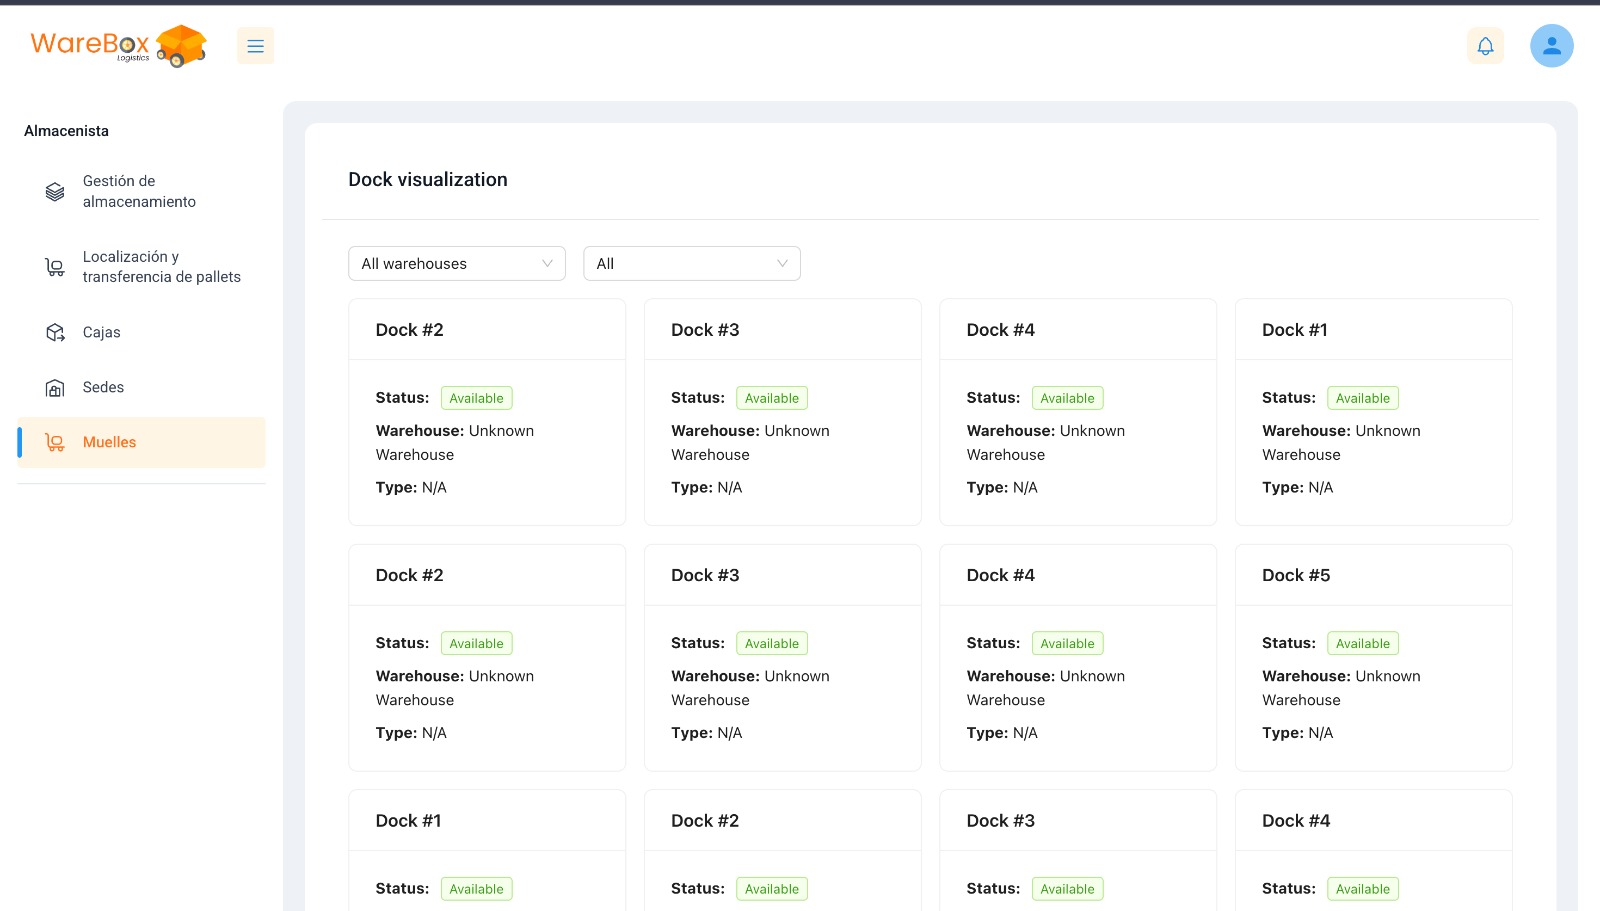 WareBox
Logistics
Almacenista
Gestión de
almacenamiento
Localización y
transferencia de pallets
Cajas
Sedes
Muelles
Dock visualization
All warehouses
All
Dock #2
Status: Available
Warehouse: Unknown
Warehouse
Type: N/A
Dock #3
Status: Available
Warehouse: Unknown
Warehouse
Type: N/A
Dock #4
Status: Available
Warehouse: Unknown
Warehouse
Type: N/A
Dock #1
Status: Available
Warehouse: Unknown
Warehouse
Type: N/A
Dock #2
Status: Available
Warehouse: Unknown
Warehouse
Type: N/A
Dock #3
Status: Available
Warehouse: Unknown
Warehouse
Type: N/A
Dock #4
Status: Available
Warehouse: Unknown
Warehouse
Type: N/A
Dock #5
Status: Available
Warehouse: Unknown
Warehouse
Type: N/A
Dock #1
Status: Available
Dock #2
Status: Available
Dock #3
Status: Available
Dock #4
Status: Available